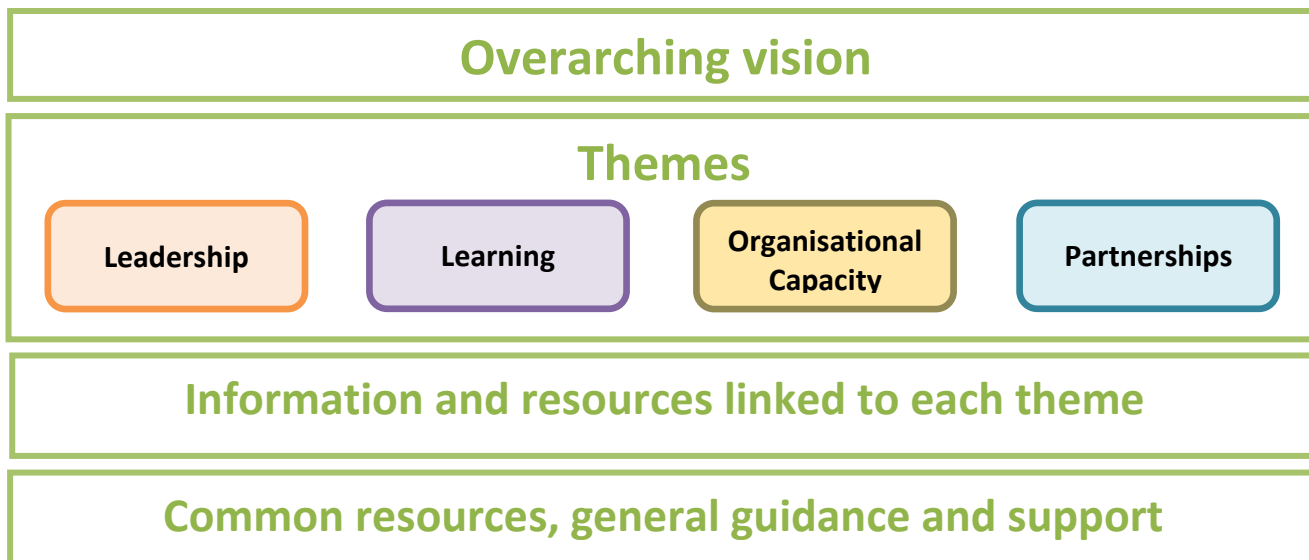 Overarching vision
Themes
Leadership
Learning
Organisational
Capacity
Partnerships
Information and resources linked to each theme
Common resources, general guidance and support